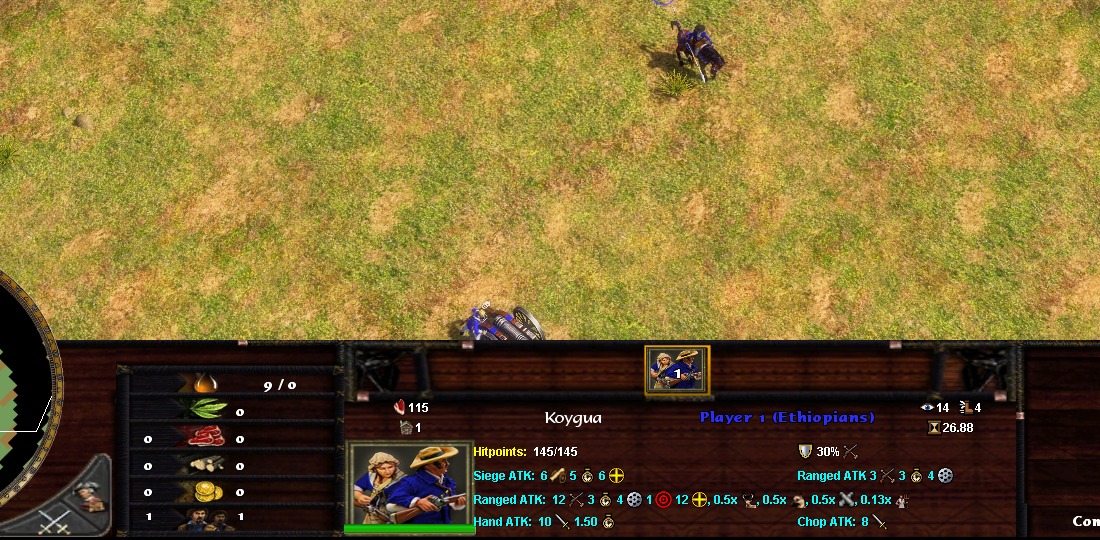 1
9 / 0
0
0 0
0 0
0 0
1 1
115
1
Koygua
Player 1 (Ethiopians)
14 4
26.88
Hitpoints: 145/145
30%
Siege ATK: 6 5 6
Ranged ATK 3 3 4
Ranged ATK: 12 3 4 1 12 , 0.5x , 0.5x , 0.5x , 0.13x
Hand ATK: 10 1.50
Chop ATK: 8